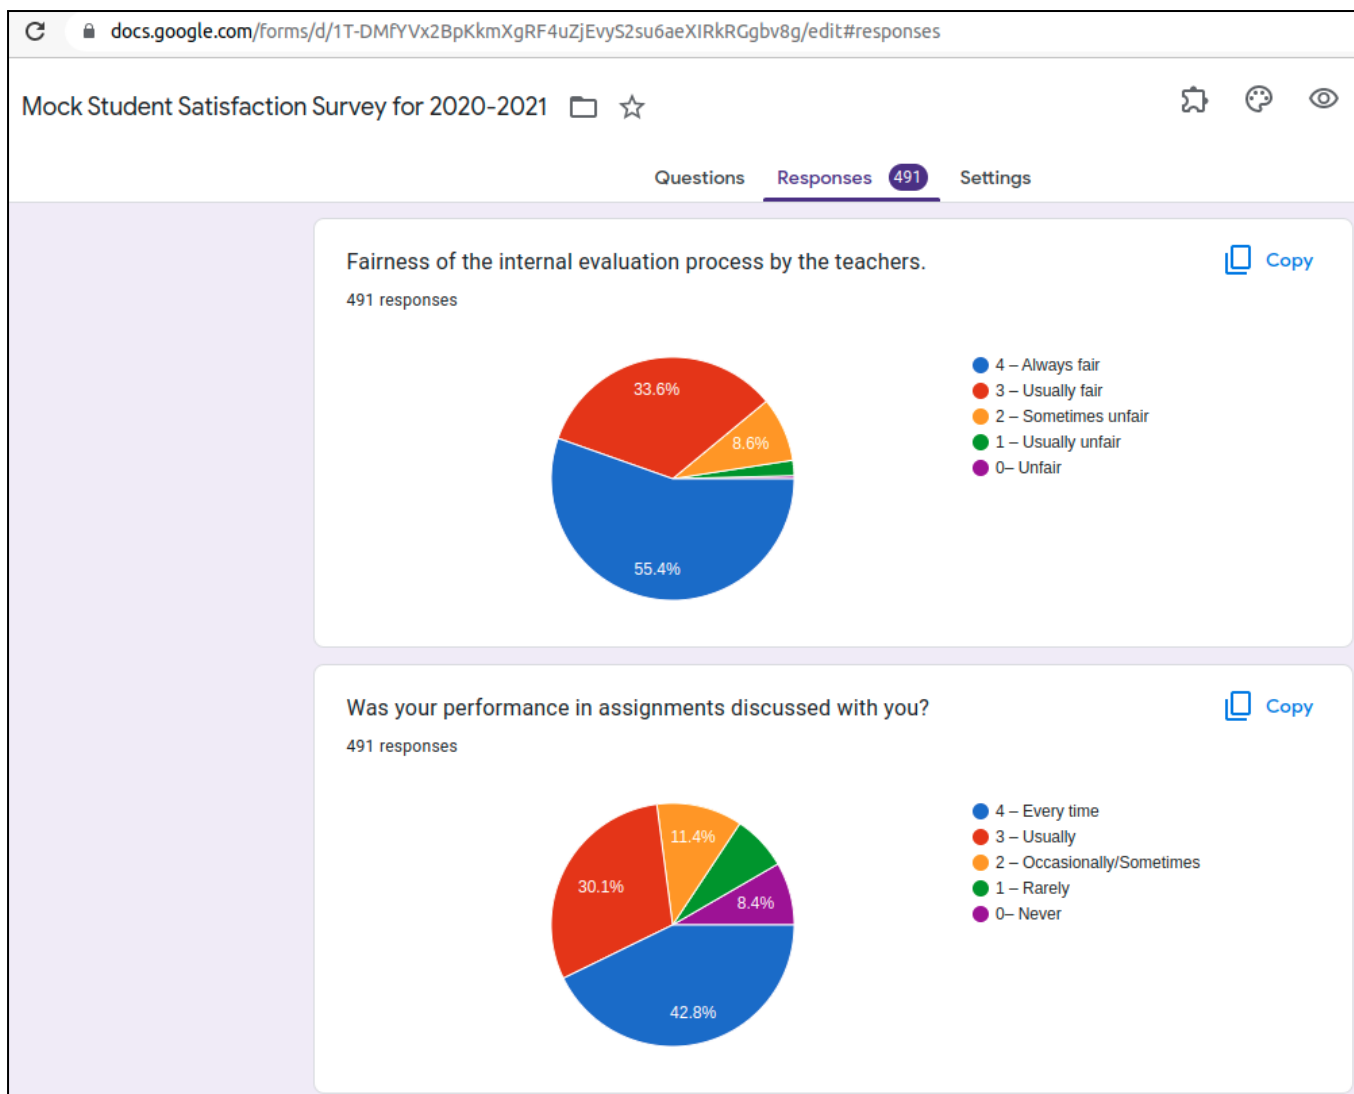 docs.google.com/forms/d/1T-DMfYVx2BpKkmXgRF4uZjEvyS2su6aeXIRkRGgbv8g/edit#responses
Mock Student Satisfaction Survey for 2020-2021
Questions Responses 491 Settings
Fairness of the internal evaluation process by the teachers.
Copy
491 responses
33.6%
8.6%
55.4%
4 – Always fair
3 – Usually fair
2 – Sometimes unfair
1 – Usually unfair
0– Unfair
Was your performance in assignments discussed with you?
Copy
491 responses
11.4%
30.1%
8.4%
42.8%
4 – Every time
3 – Usually
2 – Occasionally/Sometimes
1 – Rarely
0– Never